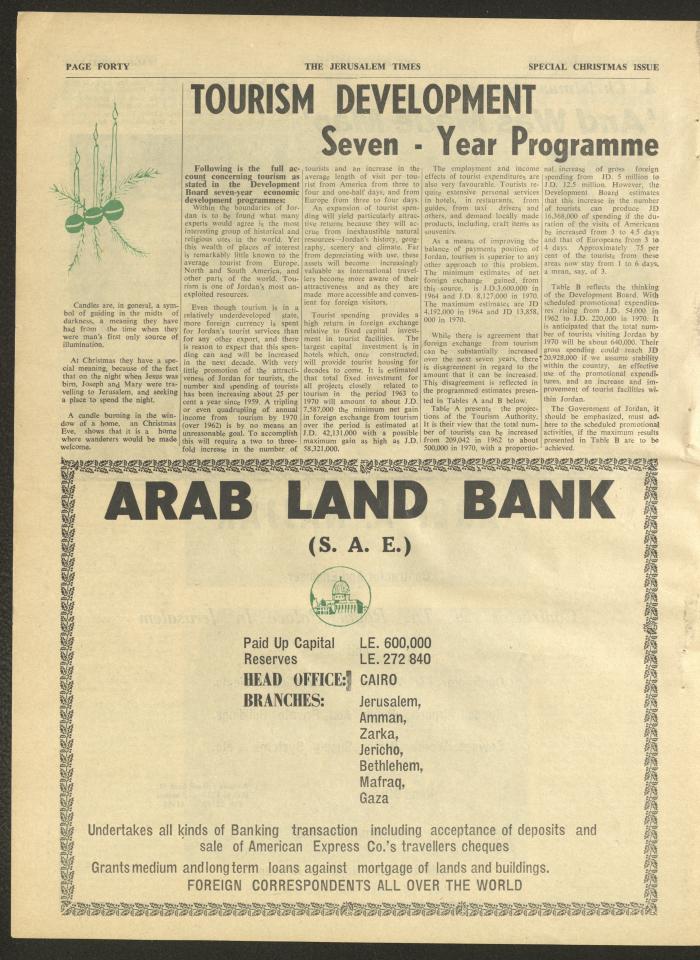 PAGE FORTY
THE JERUSALEM TIMES
SPECIAL CHRISTMAS ISSUE
TOURISM DEVELOPMENT
Seven - Year Programme
Candles are, in general, a sym-
bol of guiding in the midts of
darkness, a meaning they have
had from the time when they
were man's first only source of
illumination.
At Christmas they have a spe-
cial meaning, because of the fact
that on the night when Jesus was
birn, Joseph and Mary were tra-
velling to Jerusalem, and seeking
a place to spend the night.
A candle burning in the win-
dow of a home, an Christmas
Eve, shows that it is a home
where wanderers would be made
welcome.
Following is the full ac-
count concerning tourism as
stated in the Development
Board seven-year economic
development programmes:
Within the boundaries of Jor-
dan is to be found what many
experts would agree is the most
interesting group of historical and
religious sites in the world. Yet
this wealth of places of interest
is remarkably little known to the
average tourist from Europe,
North and South America, and
other parts of the world. Tou-
rism is one of Jordan's most un-
exploited resources.
Even though tourism is in a
relatively underdeveloped state,
more foreign currency is spent
for Jordan's tourist services than
for any other export, and there
is reason to expect that this spen-
ding can and will be increased
in the next decade. With very
little promotion of the attracti-
veness of Jordan for tourists, the
number and spending of tourists
has been increasing about 25 per
cent a year since 1959. A tripling
or even quadrupling of annual
income from tourism by 1970
(over 1962) is by no means an
unreasonable goal. To accomplish
this will require a two to three-
fold increase in the number of
tourists and an increase in the
average length of visit per tou-
rist from America from three to
four and one-half days, and from
Europe from three to four days.
An expansion of tourist spen-
ding will yield particularly attrac-
tive returns because they will ac-
crue from inexhaustible natural
resources—Jordan's history, geog-
raphy, scenery and climate. Far
from depreciating with use, these
assets will become increasingly
valuable as international travel-
lers become more aware of their
attractiveness and as they are
made more accessible and conven-
ient for foreign visitors.
Tourist spending provides a
high return in foreign exchange
relative to fixed capital invest-
ment in tourist facilities. The
largest capital investment is in
hotels which, once constructed,
will provide tourist housing for
decades to come. It is estimated
that total fixed investment for
all projects closely related to
tourism in the period 1963 to
1970 will amount to about J.D.
7,587,000 the minimum net gain
in foreign exchange from tourism
over the period is estimated at
J.D. 42,131,000 with a possible
maximum gain as high as J.D.
58,321,000.
The employment and income
effects of tourist expenditures are
also very favourable. Tourists re-
quire extensive personal services
in hotels, in restaurants, from
guides, from taxi drivers, and
others, and demand locally made
products, including, craft items as
souvenirs.
As a means of improving the
balance of payments position of
Jordan, tourism is superior to any
other approach to this problem.
The minimum estimates of net
foreign exchange gained, from
this source, is J.D.3,600,000 in
1964 and J.D. 8,127,000 in 1970.
The maximum estimates are JD
4,192,000 in 1964 and JD 13,858,
000 in 1970.
While there is agreement that
foreign exchange from tourism
can be substantially increased
over the next seven years, there
is disagreement in regard to the
amount that it can be increased.
This disagreement is reflected in
the programmed estimates presen-
ted in Tables A and B below.
Table A presents the projec-
tions of the Tourism Authority.
It is their view that the total num-
ber of tourists can be increased
from 209,042 in 1962 to about
500,000 in 1970, with a proportio-
nal increase of gross foreign
spending from JD. 5 million to
J.D. 12.5 million. However, the
Development Board estimates
that this increase in the number
of tourists can produce JD
16,368,000 of spending if the du-
ration of the visits of Americans
be increased from 3 to 4.5 days
and that of Europeans from 3 to
4 days. Approximately 75 per
cent of the tourists from these
areas now stay from 1 to 6 days,
a mean, say, of 3.
Table B reflects the thinking
of the Development Board. With
scheduled promotional expenditu-
res rising from J.D. 54,000 in
1962 to J.D. 220,000 in 1970. It
is anticipated that the total num-
ber of tourists visiting Jordan by
1970 will be about 640,000. Their
gross spending could reach JD
20,928,000 if we assume stability
within the country, an effective
use of the promotional expendi-
tures, and an increase and im-
provement of tourist facilities wi-
thin Jordan.
The Government of Jordan, it
should be emphasized, must ad-
here to the scheduled promotional
activities, if the maximum results
presented in Table B are to be
achieved.
ARAB LAND BANK
(S. A. E.)
Paid Up Capital LE. 600,000
Reserves LE. 272 840
HEAD OFFICE: CAIRO
BRANCHES: Jerusalem,
Amman,
Zarka,
Jericho,
Bethlehem,
Mafraq,
Gaza
Undertakes all kinds of Banking transaction including acceptance of deposits and
sale of American Express Co.'s travellers cheques
Grants medium and long term loans against mortgage of lands and buildings.
FOREIGN CORRESPONDENTS ALL OVER THE WORLD